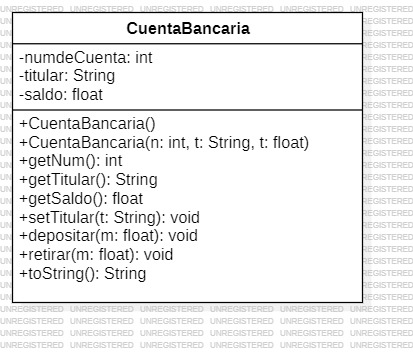 CuentaBancaria
-numdeCuenta: int
-titular: String
-saldo: float
+CuentaBancaria()
+CuentaBancaria(n: int, t: String, t: float)
+getNum(): int
+getTitular(): String
+getSaldo(): float
+setTitular(t: String): void
+depositar(m: float): void
+retirar(m: float): void
+toString(): String
UNREGISTERED UNREGISTERED UNREGISTERED UNREGISTERED UNREGISTERED UNREGISTERED